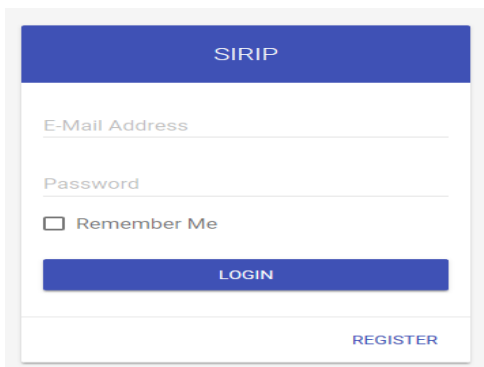 SIRIP
E-Mail Address
Password
Remember Me
LOGIN
REGISTER